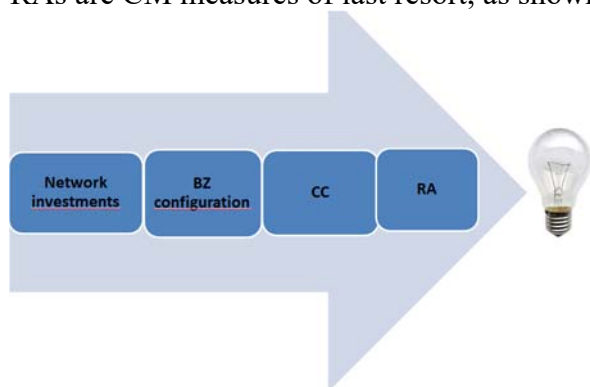 RAs are CM measures of last resort, as shown
Network
investments
BZ
configuration
CC
RA